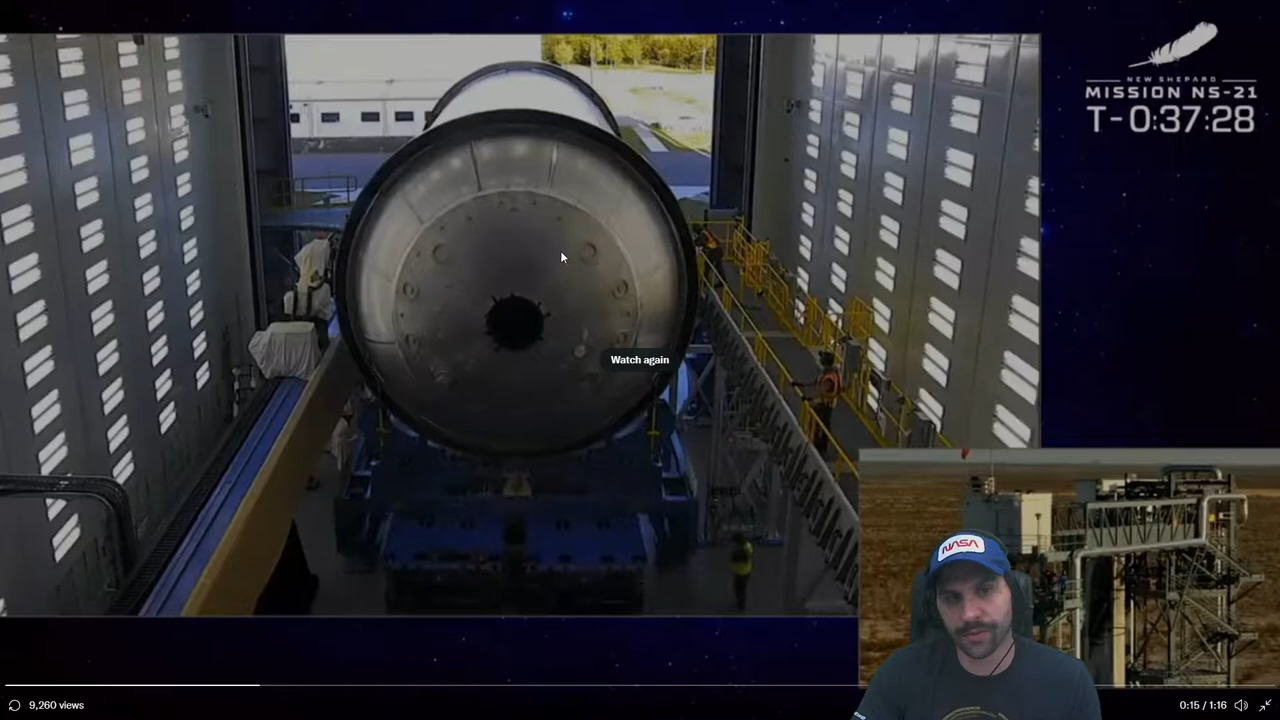 NEW SHEPARD
MISSION NS-21
T-0:37:28
Watch again
NASA
9,260 views
0:15 / 1:16